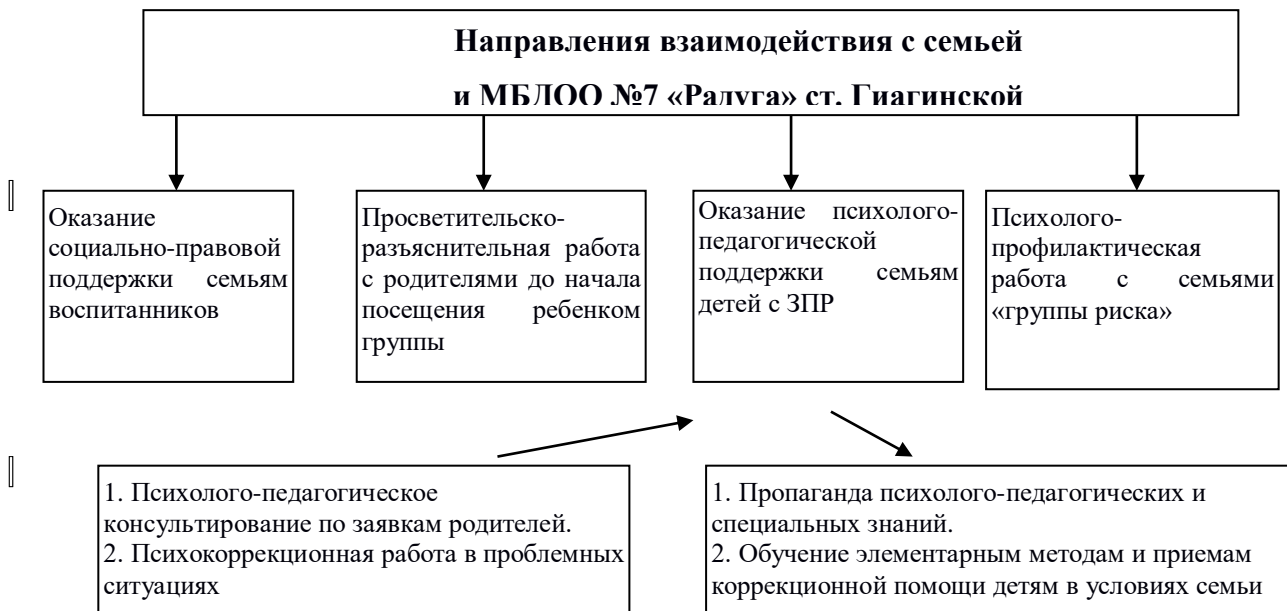 Направления взаимодействия с семьей
и МБДОО №7 «Радуга» ст. Гиагинской
Оказание
социально-правовой
поддержки семьям
воспитанников
Просветительско-
разъяснительная работа
с родителями до начала
посещения ребенком
группы
Оказание психолого-
педагогической
поддержки семьям
детей с ЗПР
Психолого-
профилактическая
работа с семьями
«группы риска»
1. Психолого-педагогическое
консультирование по заявкам родителей.
2. Психокоррекционная работа в проблемных
ситуациях
1. Пропаганда психолого-педагогических и
специальных знаний.
2. Обучение элементарным методам и приемам
коррекционной помощи детям в условиях семьи